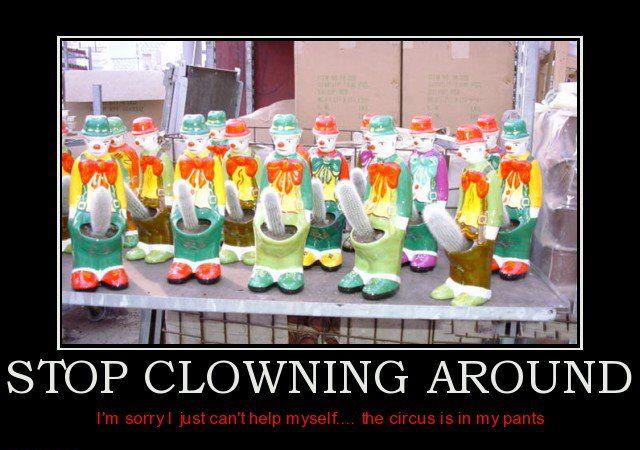 STOP CLOWNING AROUND
I'm sorry I just can't help myself.... the circus is in my pants